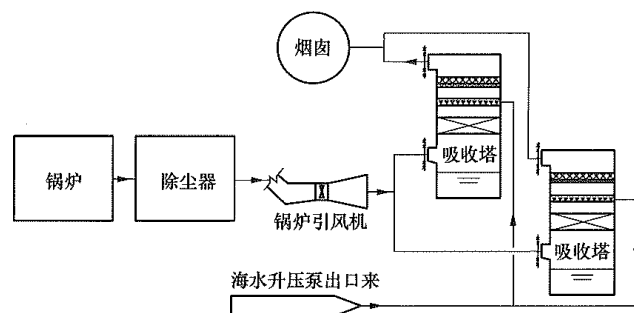 烟囱
吸收塔
锅炉
除尘器
锅炉引风机
吸收塔
海水升压泵出口来